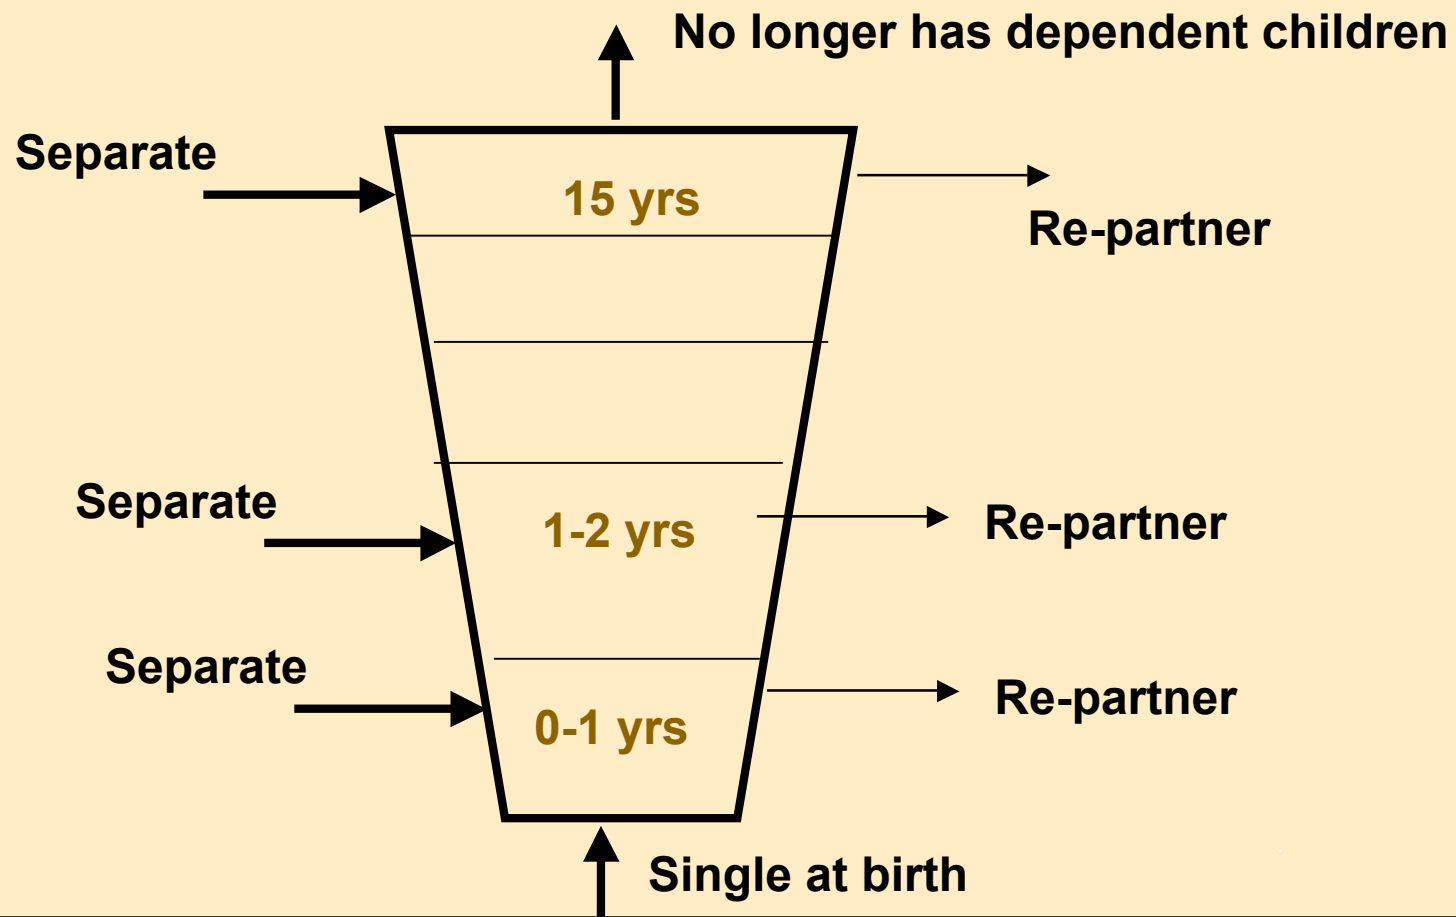 No longer has dependent children
Separate
15 yrs
Re-partner
Separate
1-2 yrs
Re-partner
Separate
0-1 yrs
Re-partner
Single at birth